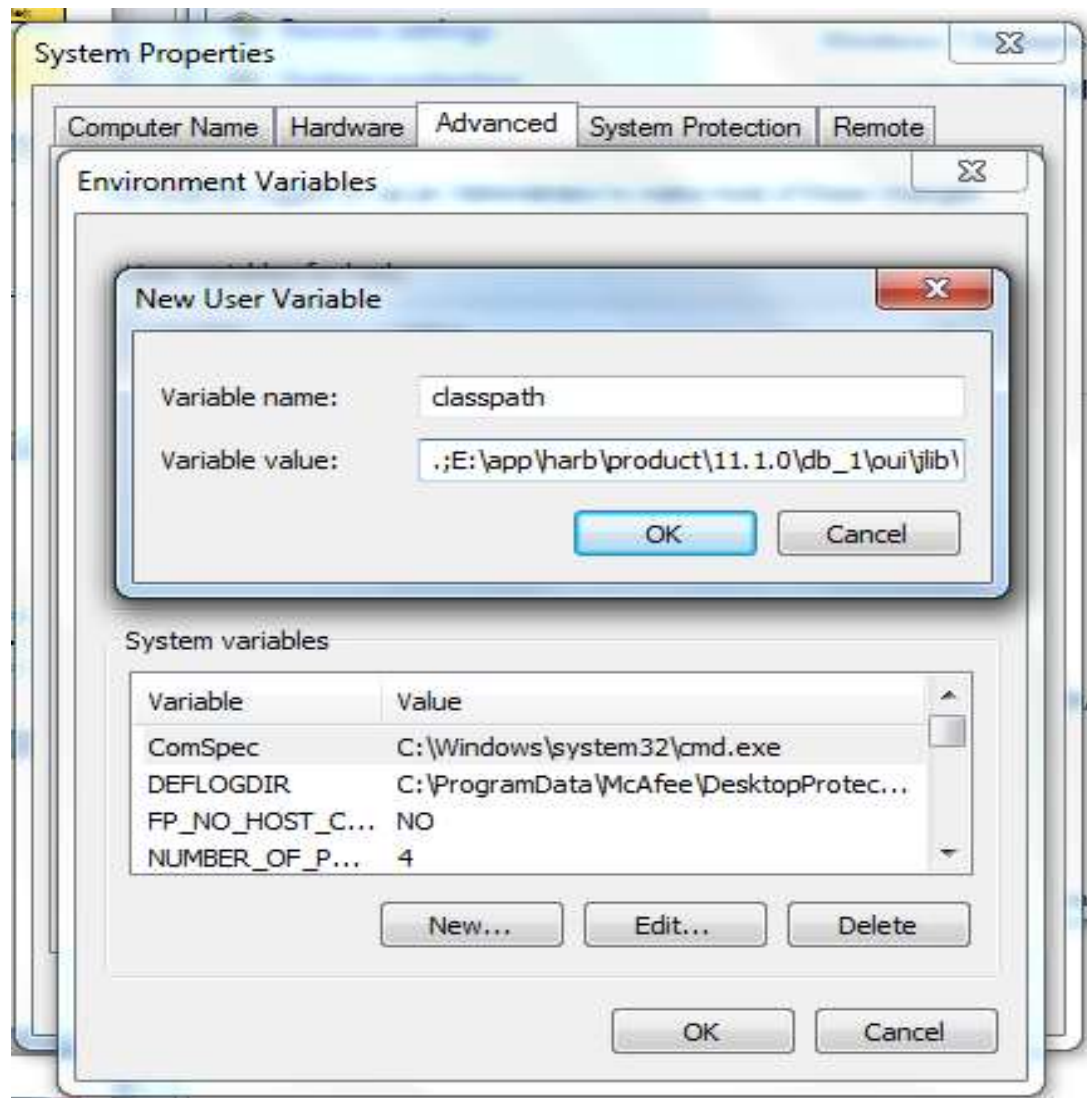 System Properties
Computer Name Hardware Advanced System Protection Remote
Environment Variables
New User Variable
Variable name: classpath
Variable value: .;E:\app\harb\product\11.1.0\db_1\oui\jlib\
OK Cancel
System variables
Variable Value
ComSpec C:\Windows\system32\cmd.exe
DEFLOGDIR C:\ProgramData\McAfee\DesktopProtec...
FP_NO_HOST_C... NO
NUMBER_OF_P... 4
New... Edit... Delete
OK Cancel